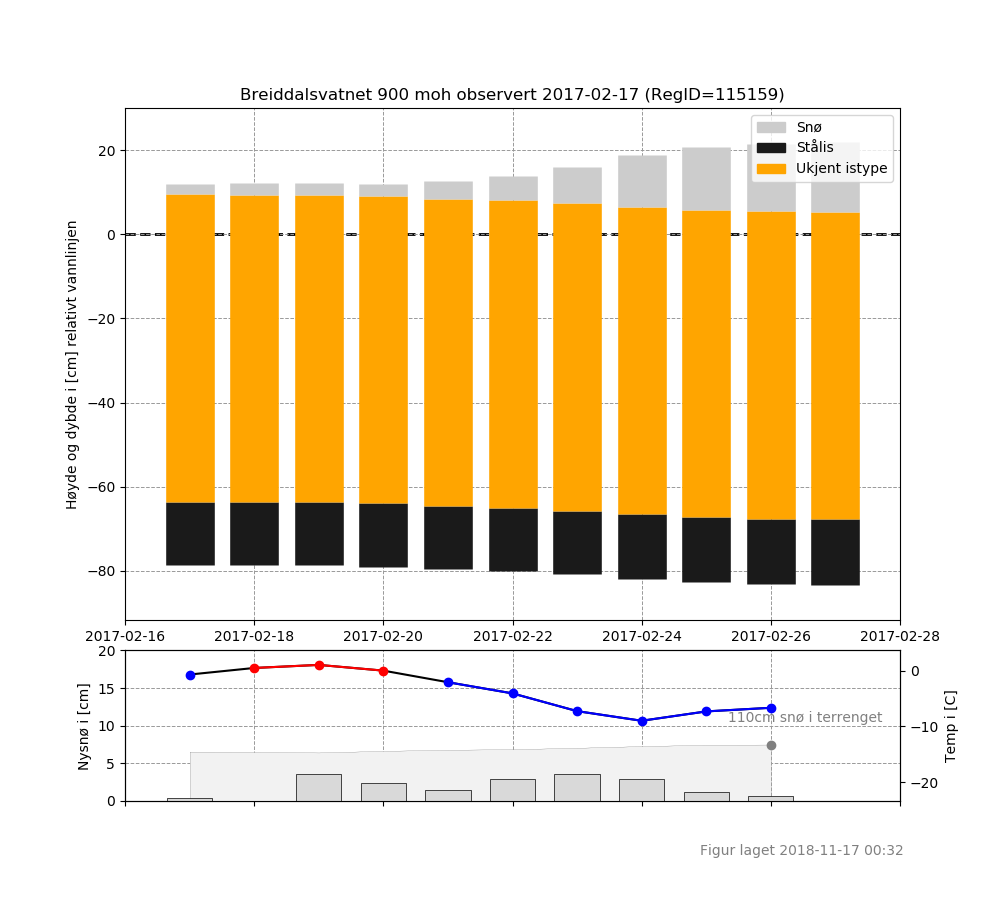 Breiddalsvatnet 900 moh observert 2017-02-17 (RegID=115159)
Snø
Stålis
Ukjent istype
Høyde og dybde i [cm] relativt vannlinjen
20
0
−20
−40
−60
−80
2017-02-16 2017-02-18 2017-02-20 2017-02-22 2017-02-24 2017-02-26 2017-02-28
Nysnø i [cm]
20
15
10
5
0
110cm snø i terrenget
0
−10
−20
Temp i [C]
Figur laget 2018-11-17 00:32